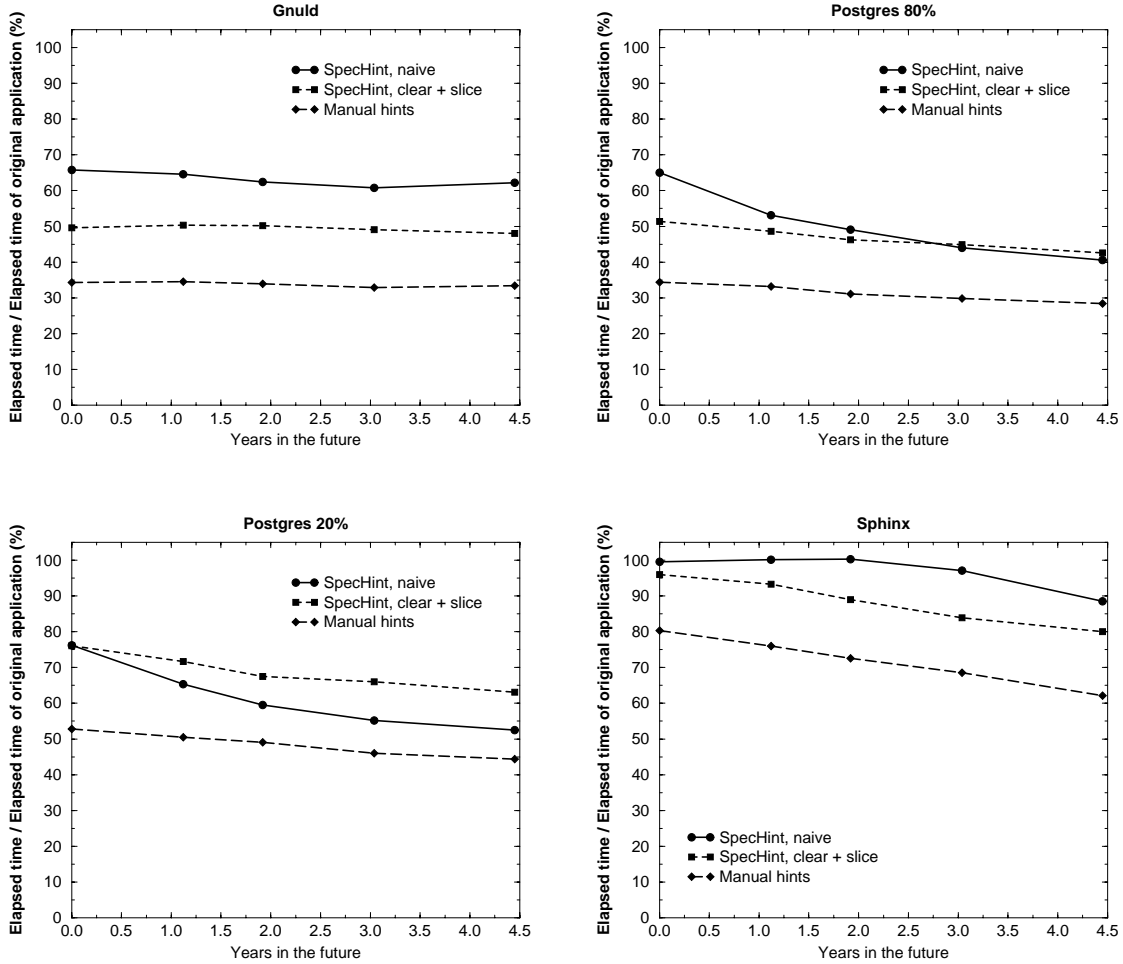 Gnuld
Elapsed time / Elapsed time of original application (%)
100
90
80
70
60
50
40
30
20
10
0
SpecHint, naive
SpecHint, clear + slice
Manual hints
0.0 0.5 1.0 1.5 2.0 2.5 3.0 3.5 4.0 4.5
Years in the future
Postgres 80%
Elapsed time / Elapsed time of original application (%)
100
90
80
70
60
50
40
30
20
10
0
SpecHint, naive
SpecHint, clear + slice
Manual hints
0.0 0.5 1.0 1.5 2.0 2.5 3.0 3.5 4.0 4.5
Years in the future
Postgres 20%
Elapsed time / Elapsed time of original application (%)
100
90
80
70
60
50
40
30
20
10
0
SpecHint, naive
SpecHint, clear + slice
Manual hints
0.0 0.5 1.0 1.5 2.0 2.5 3.0 3.5 4.0 4.5
Years in the future
Sphinx
Elapsed time / Elapsed time of original application (%)
100
90
80
70
60
50
40
30
20
10
0
SpecHint, naive
SpecHint, clear + slice
Manual hints
0.0 0.5 1.0 1.5 2.0 2.5 3.0 3.5 4.0 4.5
Years in the future